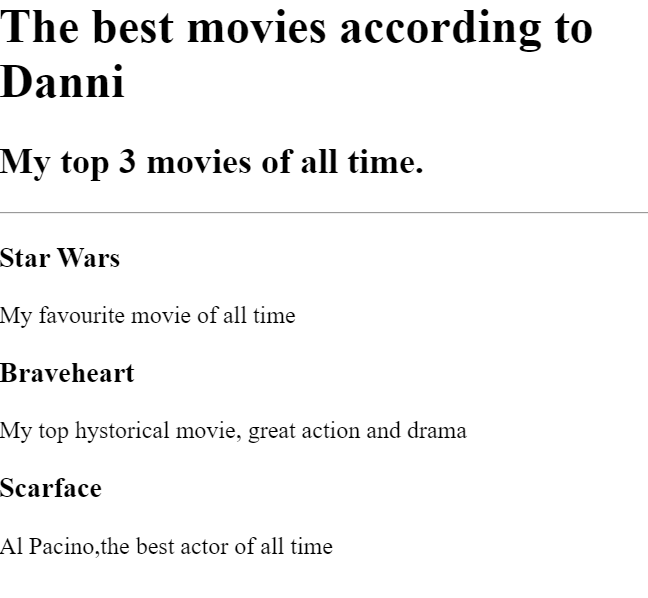 The best movies according to
Danni
My top 3 movies of all time.
Star Wars
My favourite movie of all time
Braveheart
My top hystorical movie, great action and drama
Scarface
Al Pacino,the best actor of all time